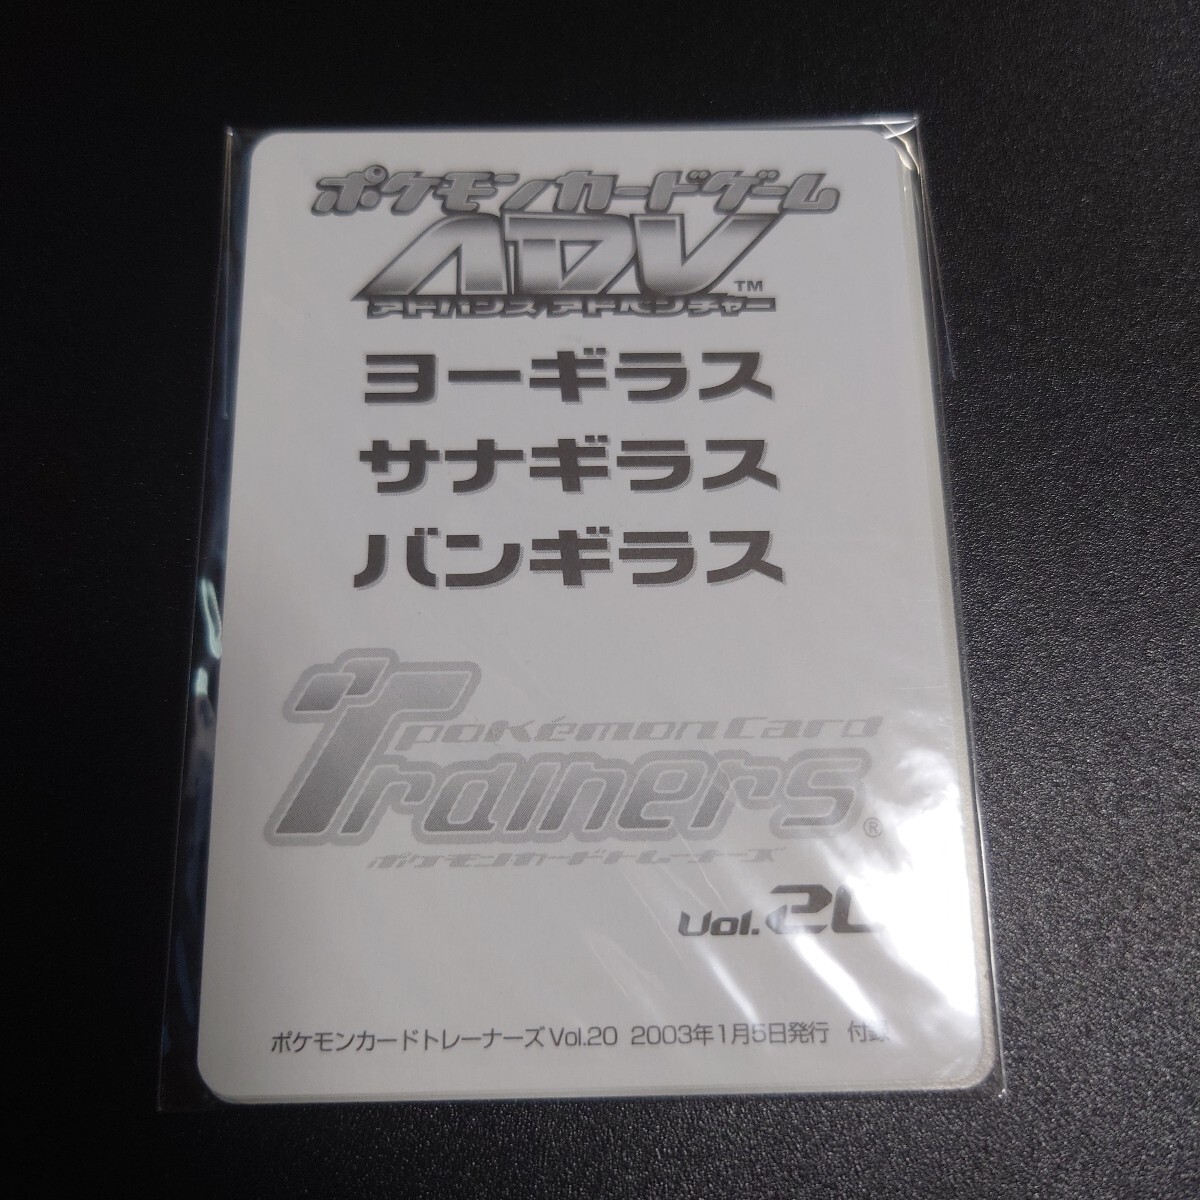 ポケモンカードゲーム
ADV™
アドバンスアドベンチャー
ヨーギラス
サナギラス
バンギラス
pokémon Card
Trainers®
ポケモンカードトレーナーズ
Vol.20
ポケモンカードトレーナーズVol.20 2003年1月5日発行 付録